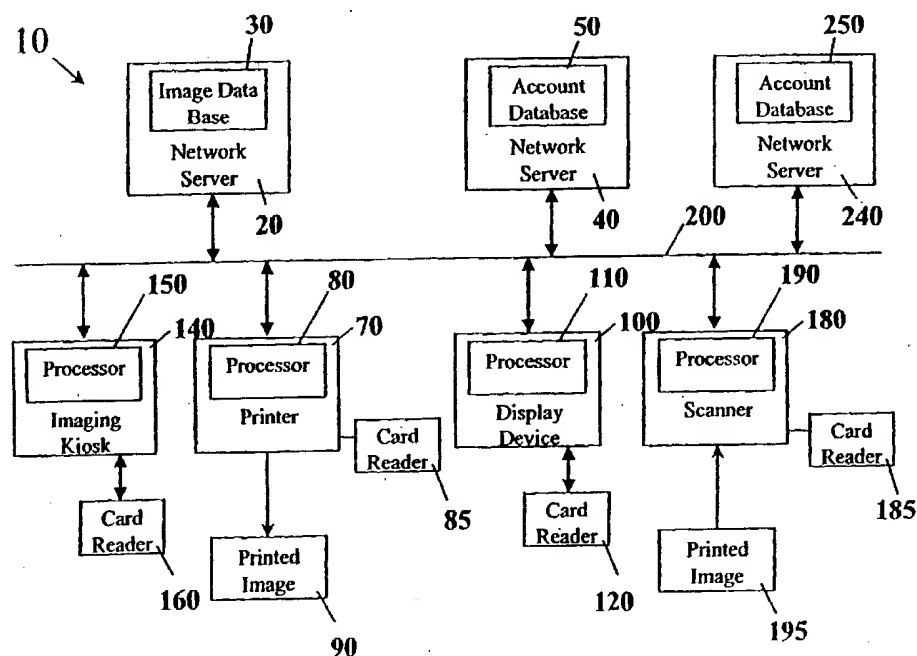 10
30
50
250
Image Data
Base
Network
Server
20
Account
Database
Network
Server
40
Account
Database
Network
Server
240
200
150
140
80
70
110
100
190
180
Processor
Imaging
Kiosk
Processor
Printer
Processor
Display
Device
Processor
Scanner
Card
Reader
160
Card
Reader
85
Printed
Image
90
Card
Reader
120
Card
Reader
185
Printed
Image
195